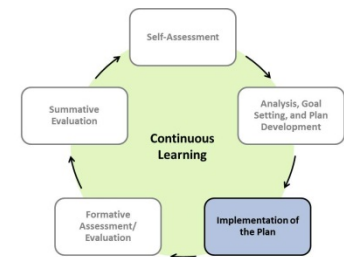 Self-Assessment
Analysis, Goal
Setting, and Plan
Development
Summative
Evaluation
Continuous
Learning
Formative
Assessment/
Evaluation
Implementation of
the Plan